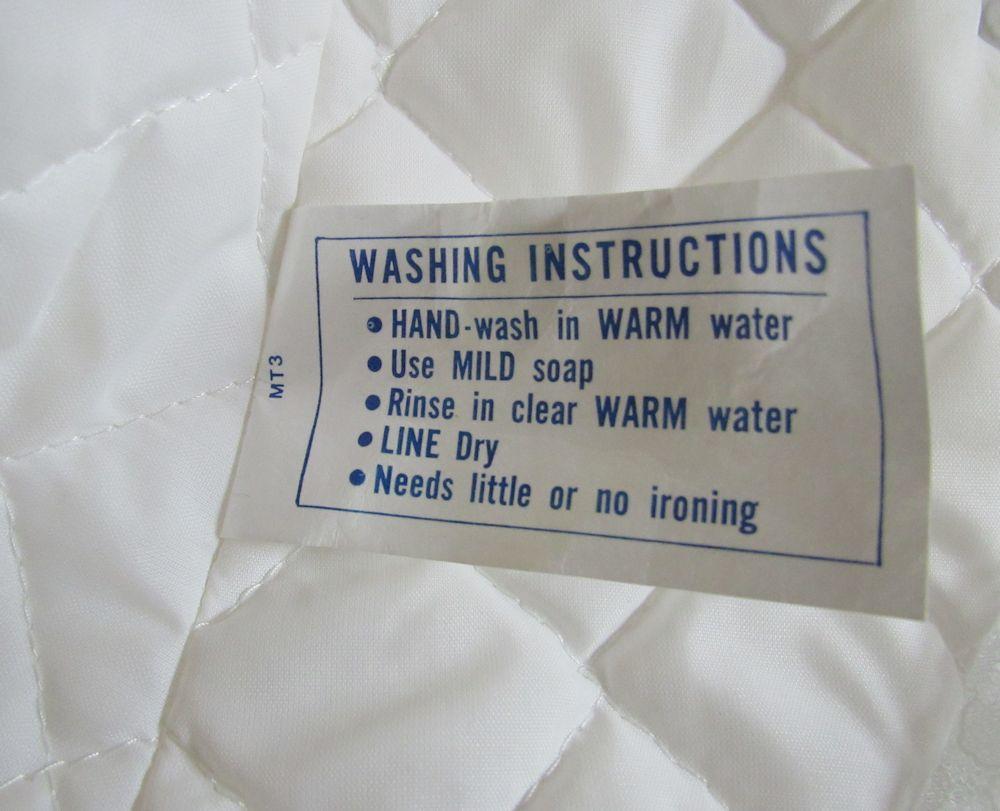 WASHING INSTRUCTIONS
• HAND-wash in WARM water
• Use MILD soap
• Rinse in clear WARM water
• LINE Dry
• Needs little or no ironing
MT3